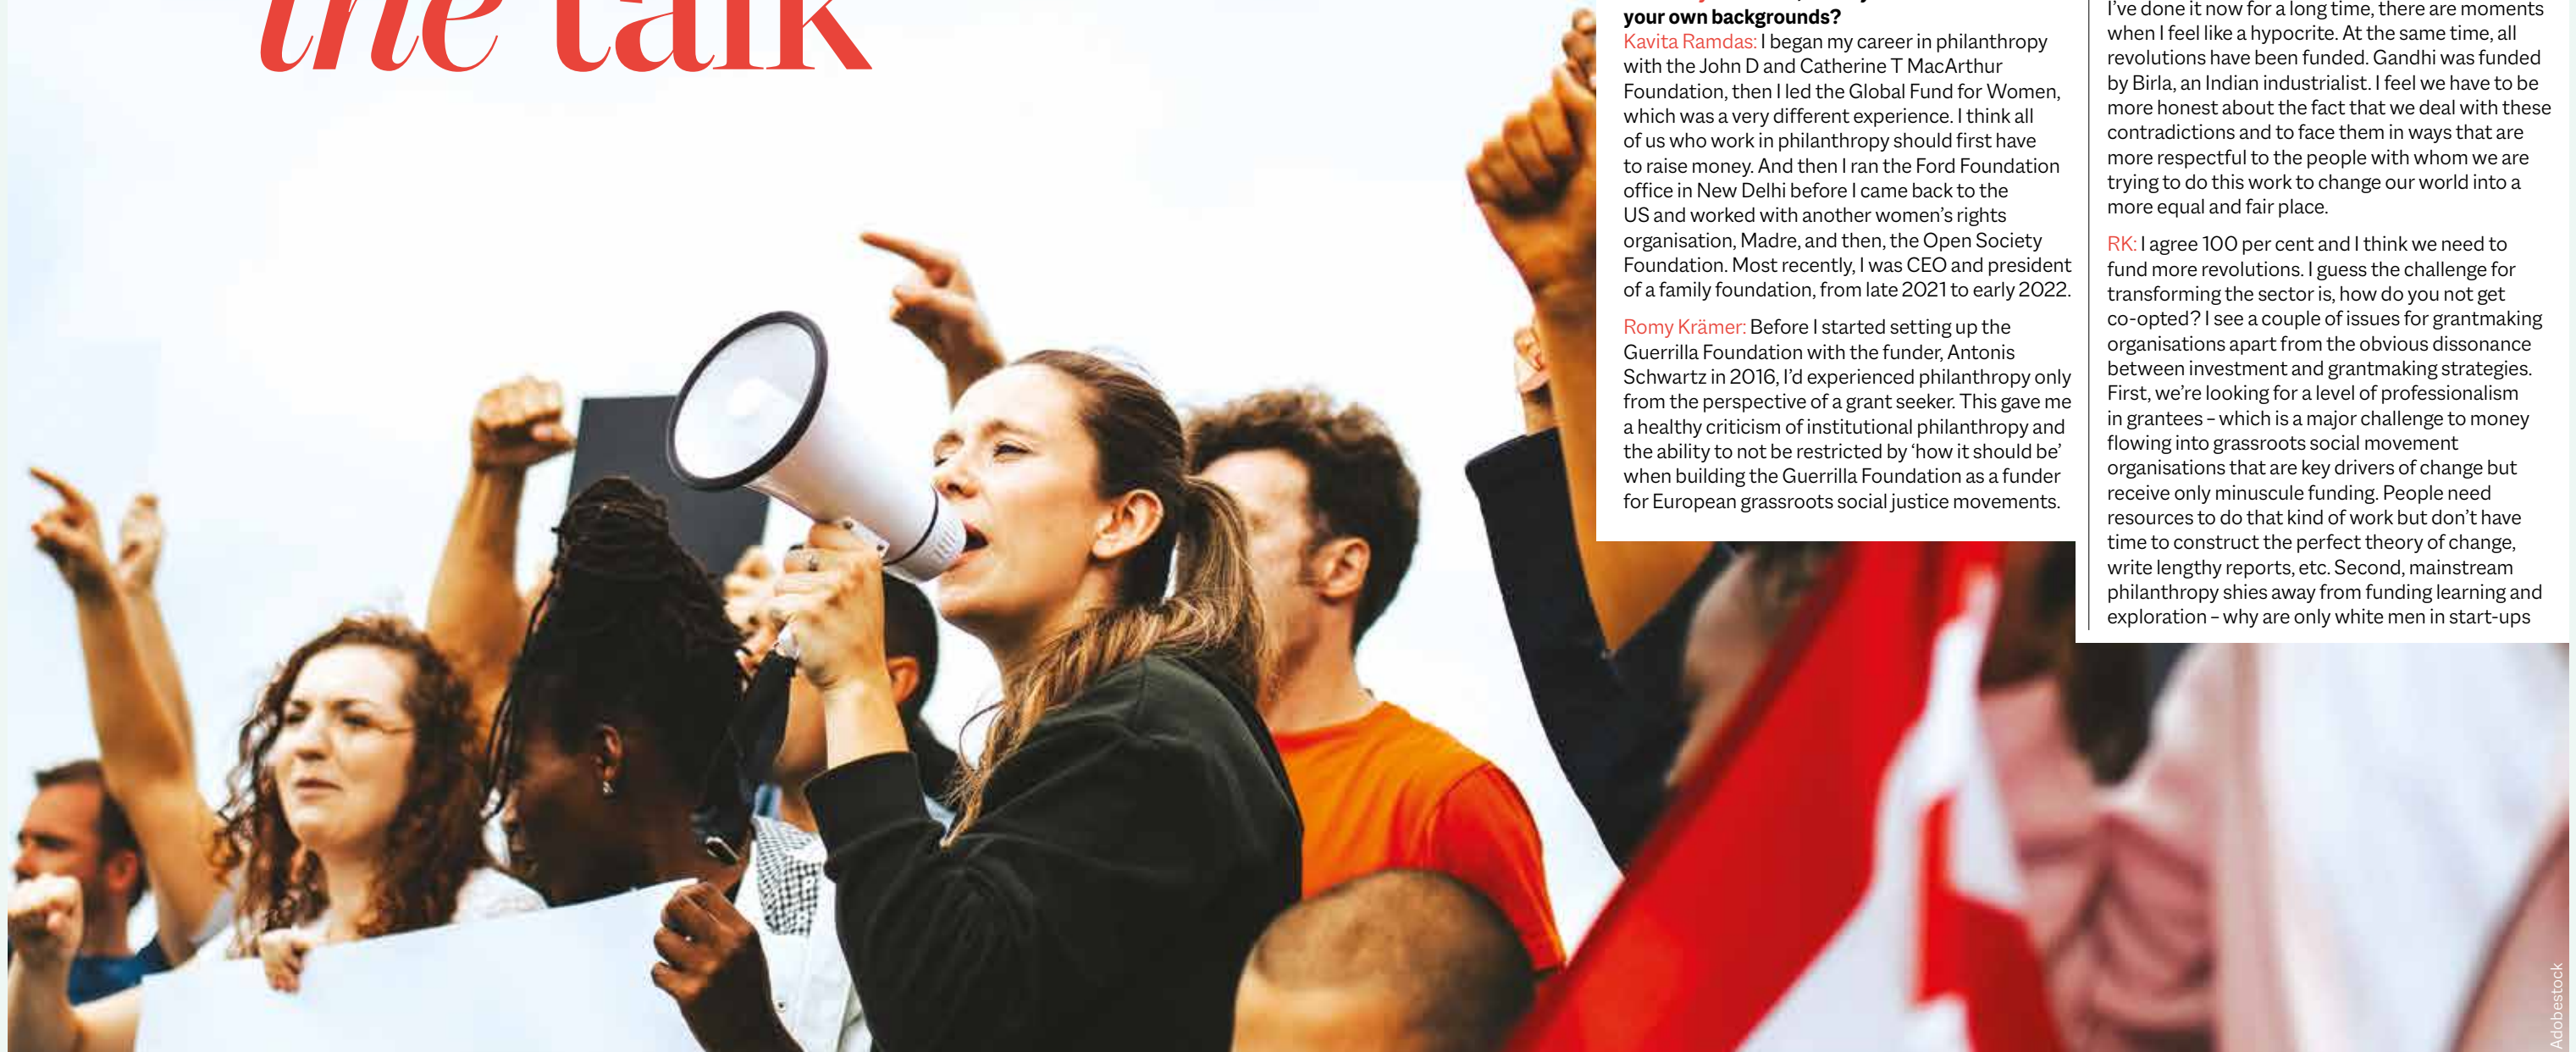 the talk
your own backgrounds?
Kavita Ramdas: I began my career in philanthropy
with the John D and Catherine T MacArthur
Foundation, then I led the Global Fund for Women,
which was a very different experience. I think all
of us who work in philanthropy should first have
to raise money. And then I ran the Ford Foundation
office in New Delhi before I came back to the
US and worked with another women’s rights
organisation, Madre, and then, the Open Society
Foundation. Most recently, I was CEO and president
of a family foundation, from late 2021 to early 2022.
Romy Krämer: Before I started setting up the
Guerrilla Foundation with the funder, Antonis
Schwartz in 2016, I’d experienced philanthropy only
from the perspective of a grant seeker. This gave me
a healthy criticism of institutional philanthropy and
the ability to not be restricted by ‘how it should be’
when building the Guerrilla Foundation as a funder
for European grassroots social justice movements.
I’ve done it now for a long time, there are moments
when I feel like a hypocrite. At the same time, all
revolutions have been funded. Gandhi was funded
by Birla, an Indian industrialist. I feel we have to be
more honest about the fact that we deal with these
contradictions and to face them in ways that are
more respectful to the people with whom we are
trying to do this work to change our world into a
more equal and fair place.
RK: I agree 100 per cent and I think we need to
fund more revolutions. I guess the challenge for
transforming the sector is, how do you not get
co-opted? I see a couple of issues for grantmaking
organisations apart from the obvious dissonance
between investment and grantmaking strategies.
First, we’re looking for a level of professionalism
in grantees – which is a major challenge to money
flowing into grassroots social movement
organisations that are key drivers of change but
receive only minuscule funding. People need
resources to do that kind of work but don’t have
time to construct the perfect theory of change,
write lengthy reports, etc. Second, mainstream
philanthropy shies away from funding learning and
exploration – why are only white men in start-ups
Adobestock